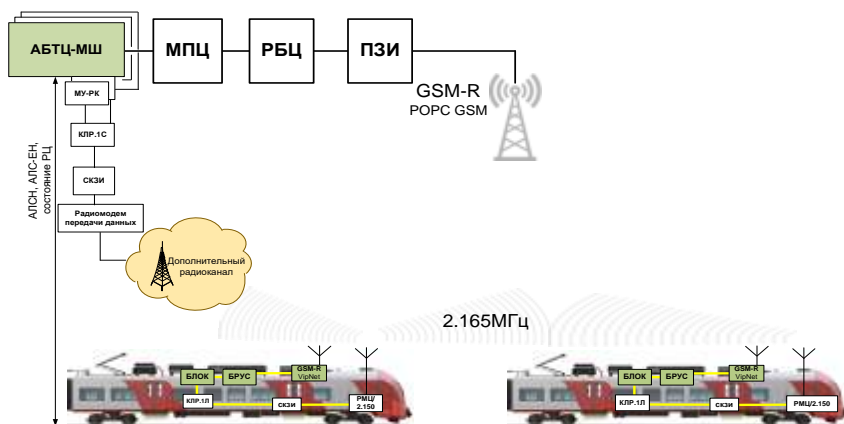 АБТЦ-МШ
МПЦ
РБЦ
ПЗИ
GSM-R
РОРС GSM
МУ-РК
КЛР.1С
СКЗИ
Радиомодем
передачи данных
АЛСН, АЛС-ЕН,
состояние РЦ
Дополнительный
радиоканал
2.165МГц
БЛОК
БРУС
GSM-R
VipNet
КЛР.1Л
СКЗИ
РМЦ/
2.150
БЛОК
БРУС
GSM-R
VipNet
КЛР.1Л
СКЗИ
РМЦ/2.150